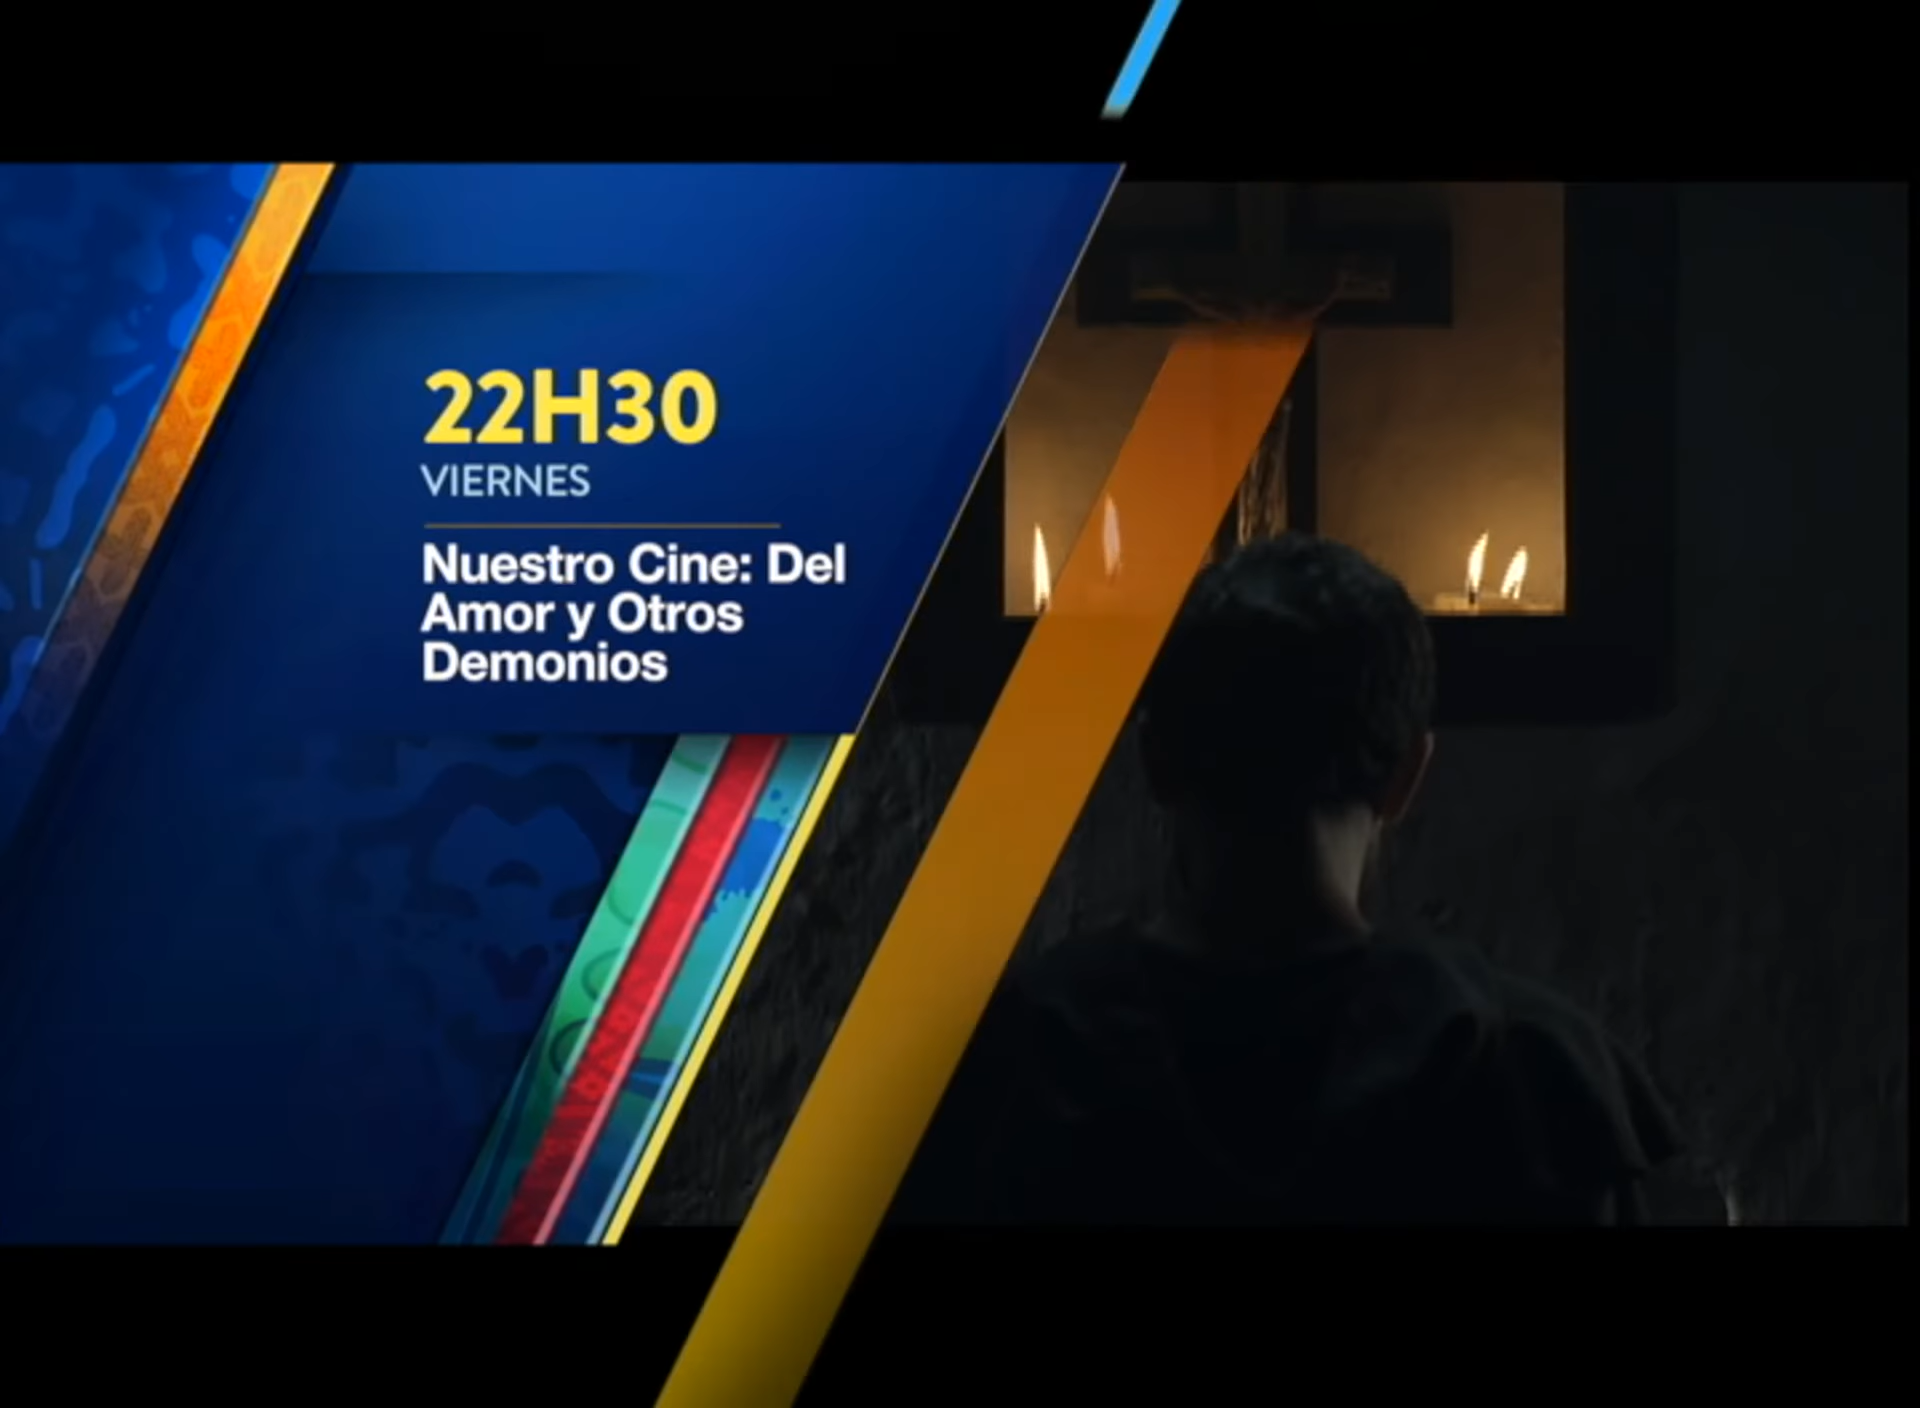 22H30
VIERNES
Nuestro Cine: Del
Amor y Otros
Demonios